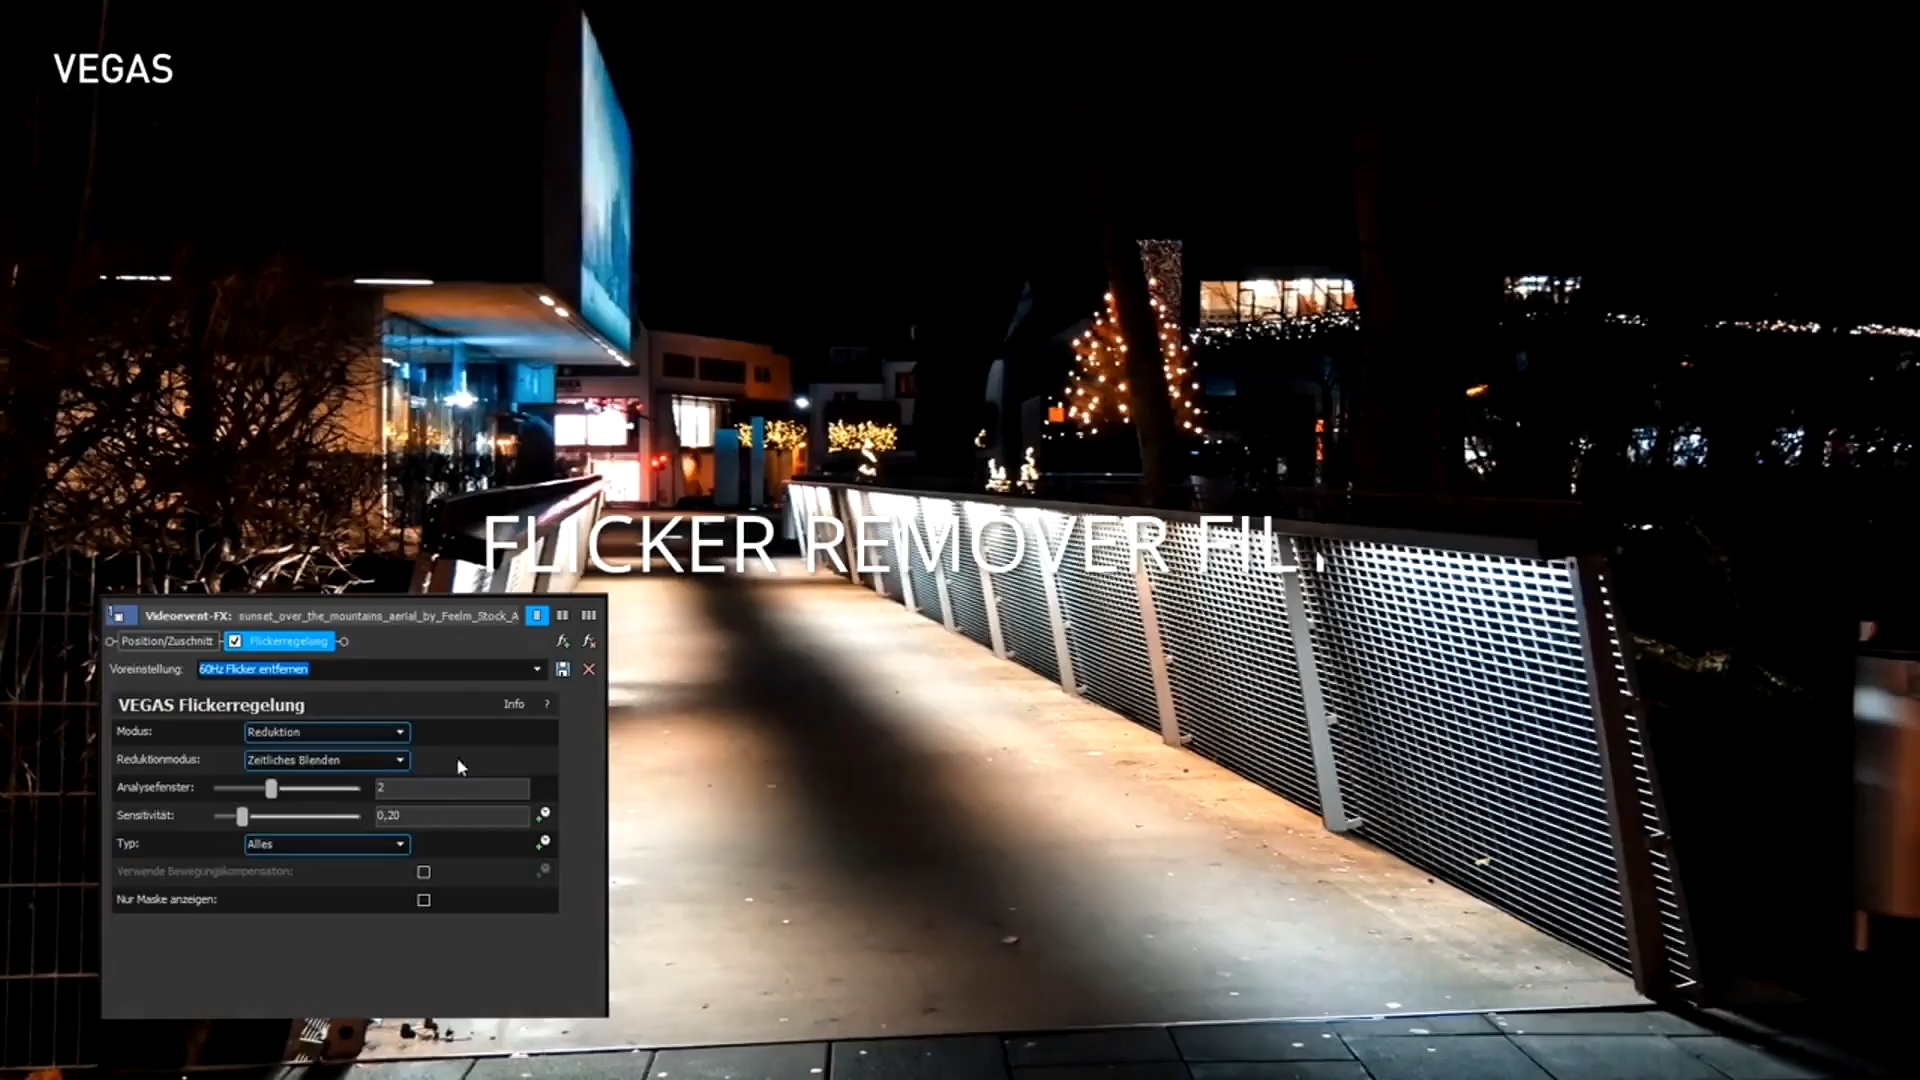 VEGAS
FLICKER REMOVER FIL.
Videoevent-FX: sunset_over_the_mountains_aerial_by_Feelm_Stock_A
Position/Zuschnitt Flickerregelung
Voreinstellung: 60Hz Flicker entfernen
VEGAS Flickerregelung Info ?
Modus: Reduktion
Reduktionmodus: Zeitliches Blenden
Analysefenster: 2
Sensitivität: 0,20
Typ: Alles
Verwende Bewegungskompensation:
Nur Maske anzeigen: